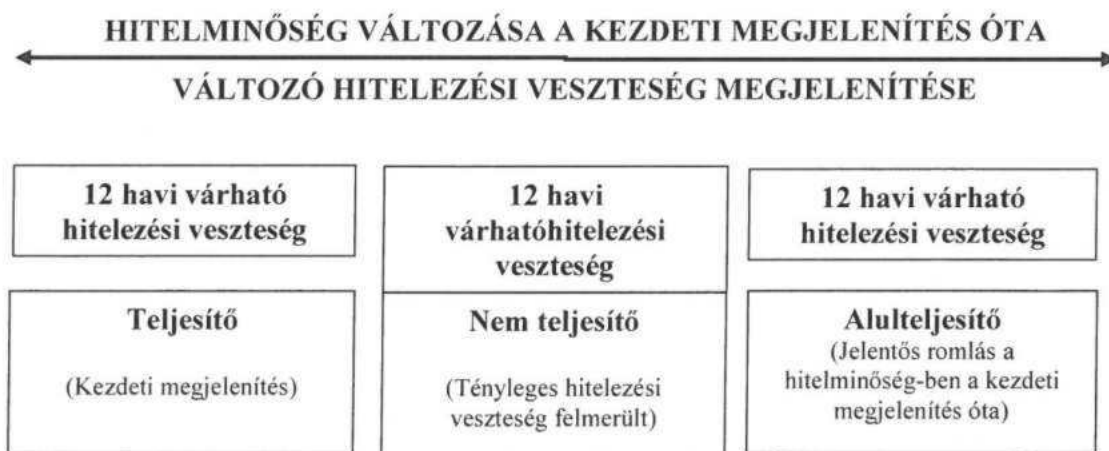 HITELMINŐSÉG VÁLTOZÁSA A KEZDETI MEGJELENÍTÉS ÓTA
VÁLTOZÓ HITELEZÉSI VESZTESÉG MEGJELENÍTÉSE
12 havi várható
hitelezési veszteség
12 havi
várhatóhitelezési
veszteség
12 havi várható
hitelezési veszteség
Teljesítő
(Kezdeti megjelenítés)
Nem teljesítő
(Tényleges hitelezési
veszteség felmerült)
Alulteljesítő
(Jelentős romlás a
hitelminőség-ben a kezdeti
megjelenítés óta)